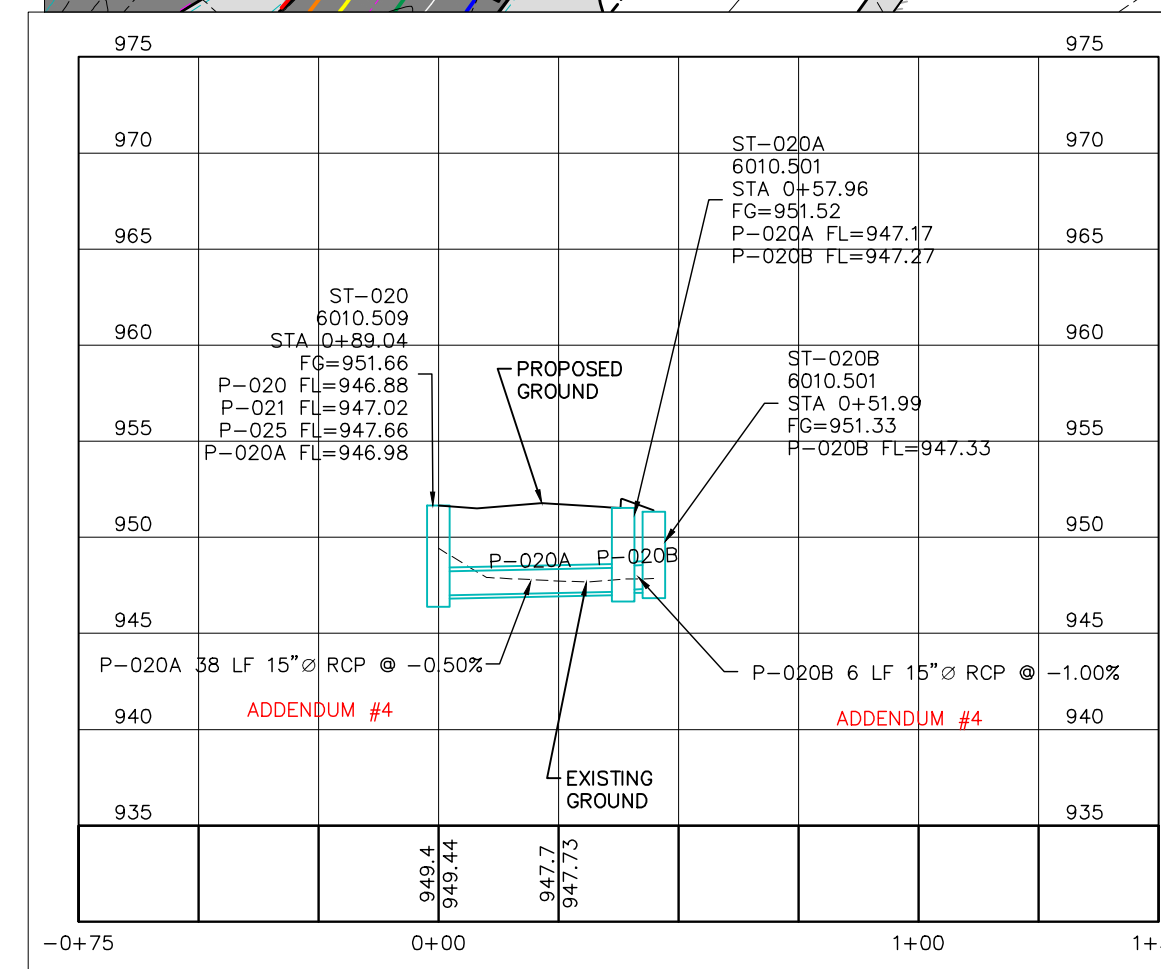 975
975
970
970
965
965
960
960
955
955
950
950
945
945
940
940
935
935
ST-020A
6010.501
STA 0+57.96
FG=951.52
P-020A FL=947.17
P-020B FL=947.27
ST-020
6010.509
STA 0+89.04
FG=951.66
P-020 FL=946.88
P-021 FL=947.02
P-025 FL=947.66
P-020A FL=946.98
PROPOSED
GROUND
ST-020B
6010.501
STA 0+51.99
FG=951.33
P-020B FL=947.33
P-020A
P-020B
P-020A 38 LF 15"Ø RCP @ -0.50%
P-020B 6 LF 15"Ø RCP @ -1.00%
ADDENDUM #4
ADDENDUM #4
EXISTING
GROUND
949.4
949.44
947.7
947.73
-0+75
0+00
1+00